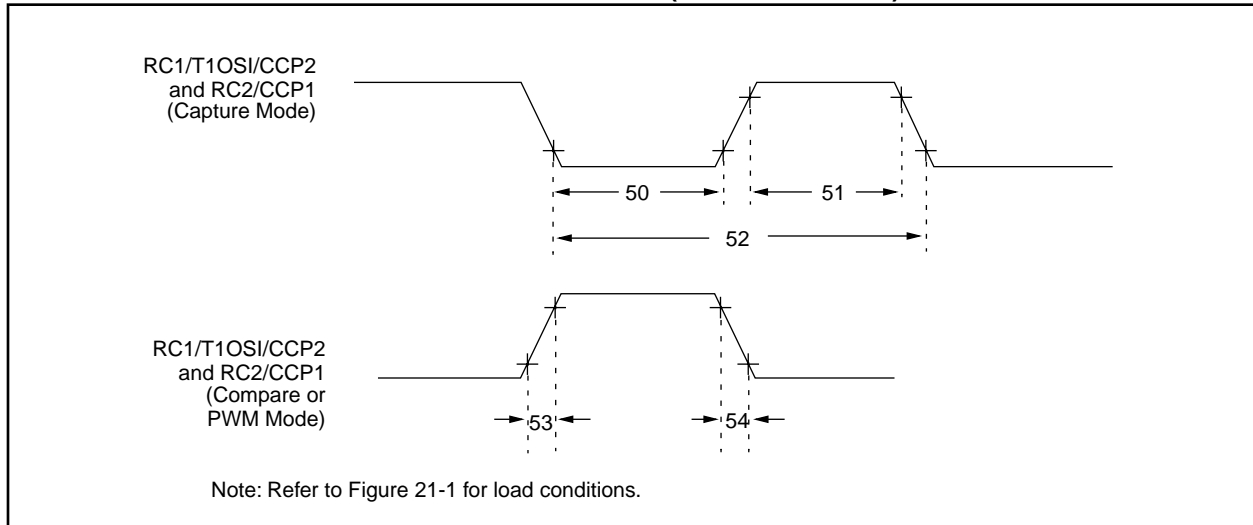 RC1/T1OSI/CCP2
and RC2/CCP1
(Capture Mode)
50
51
52
RC1/T1OSI/CCP2
and RC2/CCP1
(Compare or
PWM Mode)
53
54
Note: Refer to Figure 21-1 for load conditions.